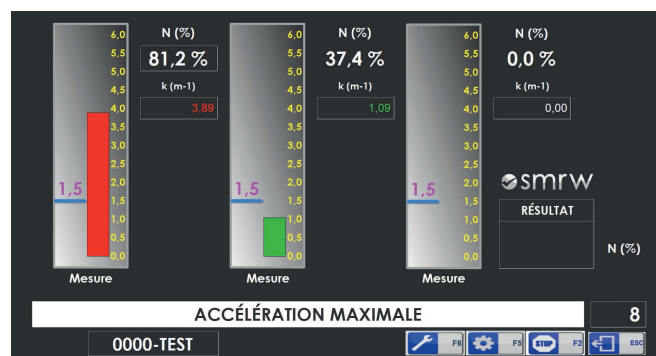 6,0
5,5
5,0
4,5
4,0
3,5
3,0
2,5
2,0
1,5
1,0
0,5
0,0
1,5
Mesure
N (%)
81,2 %
k (m-1)
3,89
6,0
5,5
5,0
4,5
4,0
3,5
3,0
2,5
2,0
1,5
1,0
0,5
0,0
1,5
Mesure
N (%)
37,4 %
k (m-1)
1,09
6,0
5,5
5,0
4,5
4,0
3,5
3,0
2,5
2,0
1,5
1,0
0,5
0,0
1,5
Mesure
N (%)
0,0 %
k (m-1)
0,00
smrw
RÉSULTAT
N (%)
ACCÉLÉRATION MAXIMALE
8
0000-TEST
F6
F5
STOP
F2
ESC